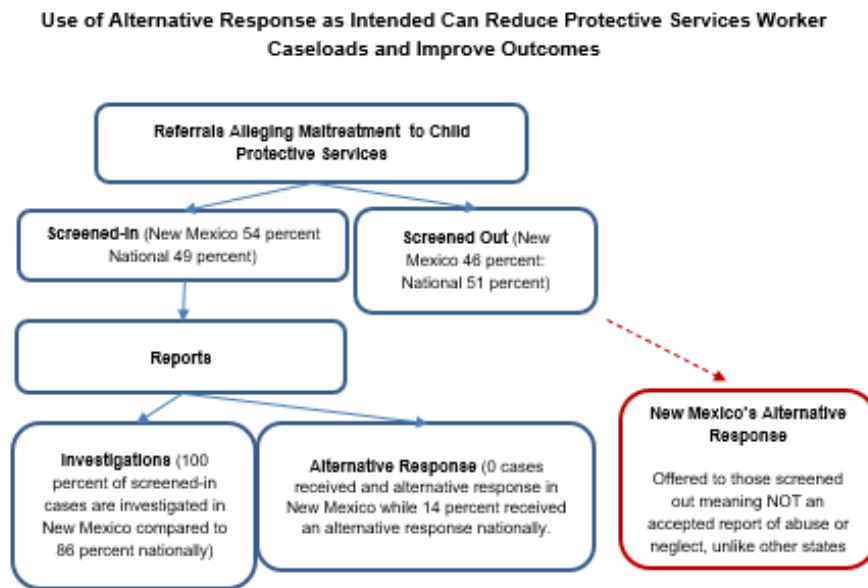 Use of Alternative Response as Intended Can Reduce Protective Services Worker
Caseloads and Improve Outcomes
Referrals Alleging Maltreatment to Child
Protective Services
Screened-In (New Mexico 54 percent
National 49 percent)
Screened Out (New
Mexico 46 percent:
National 51 percent)
Reports
Investigations (100
percent of screened-in
cases are investigated in
New Mexico compared to
86 percent nationally)
Alternative Response (0 cases
received and alternative response in
New Mexico while 14 percent received
an alternative response nationally.
New Mexico's Alternative
Response
Offered to those screened
out meaning NOT an
accepted report of abuse or
neglect, unlike other states